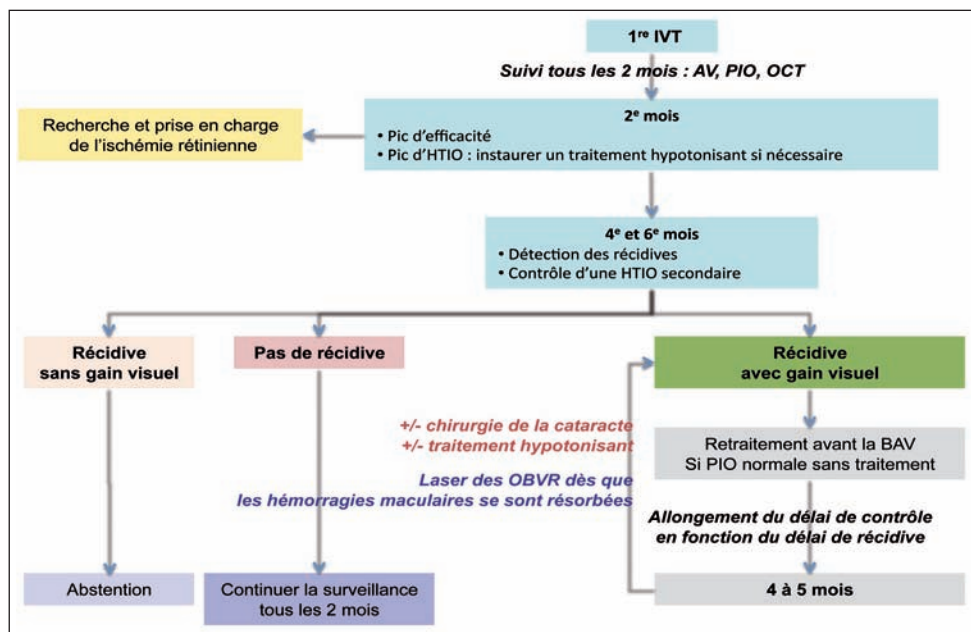 1re IVT
Suivi tous les 2 mois : AV, PIO, OCT
2e mois
• Pic d'efficacité
• Pic d'HTIO : instaurer un traitement hypotonisant si nécessaire
Recherche et prise en charge
de l'ischémie rétinienne
4e et 6e mois
• Détection des récidives
• Contrôle d'une HTIO secondaire
Récidive
sans gain visuel
Pas de récidive
Récidive
avec gain visuel
+/- chirurgie de la cataracte
+/- traitement hypotonisant
Laser des OBVR dès que
les hémorragies maculaires se sont résorbées
Retraitement avant la BAV
Si PIO normale sans traitement
Allongement du délai de contrôle
en fonction du délai de récidive
Abstention
Continuer la surveillance
tous les 2 mois
4 à 5 mois